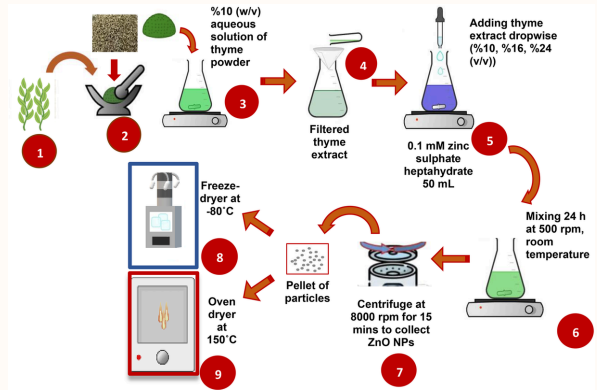 %10 (w/v)
aqueous
solution of
thyme
powder
1
2
3
Filtered
thyme
extract
4
Adding thyme
extract dropwise
(%10, %16, %24
(v/v))
0.1 mM zinc
sulphate
heptahydrate
50 mL
5
Mixing 24 h
at 500 rpm,
room
temperature
6
Centrifuge at
8000 rpm for 15
mins to collect
ZnO NPs
7
Pellet of
particles
Freeze-
dryer at
-80˚C
8
Oven
dryer
at
150˚C
9